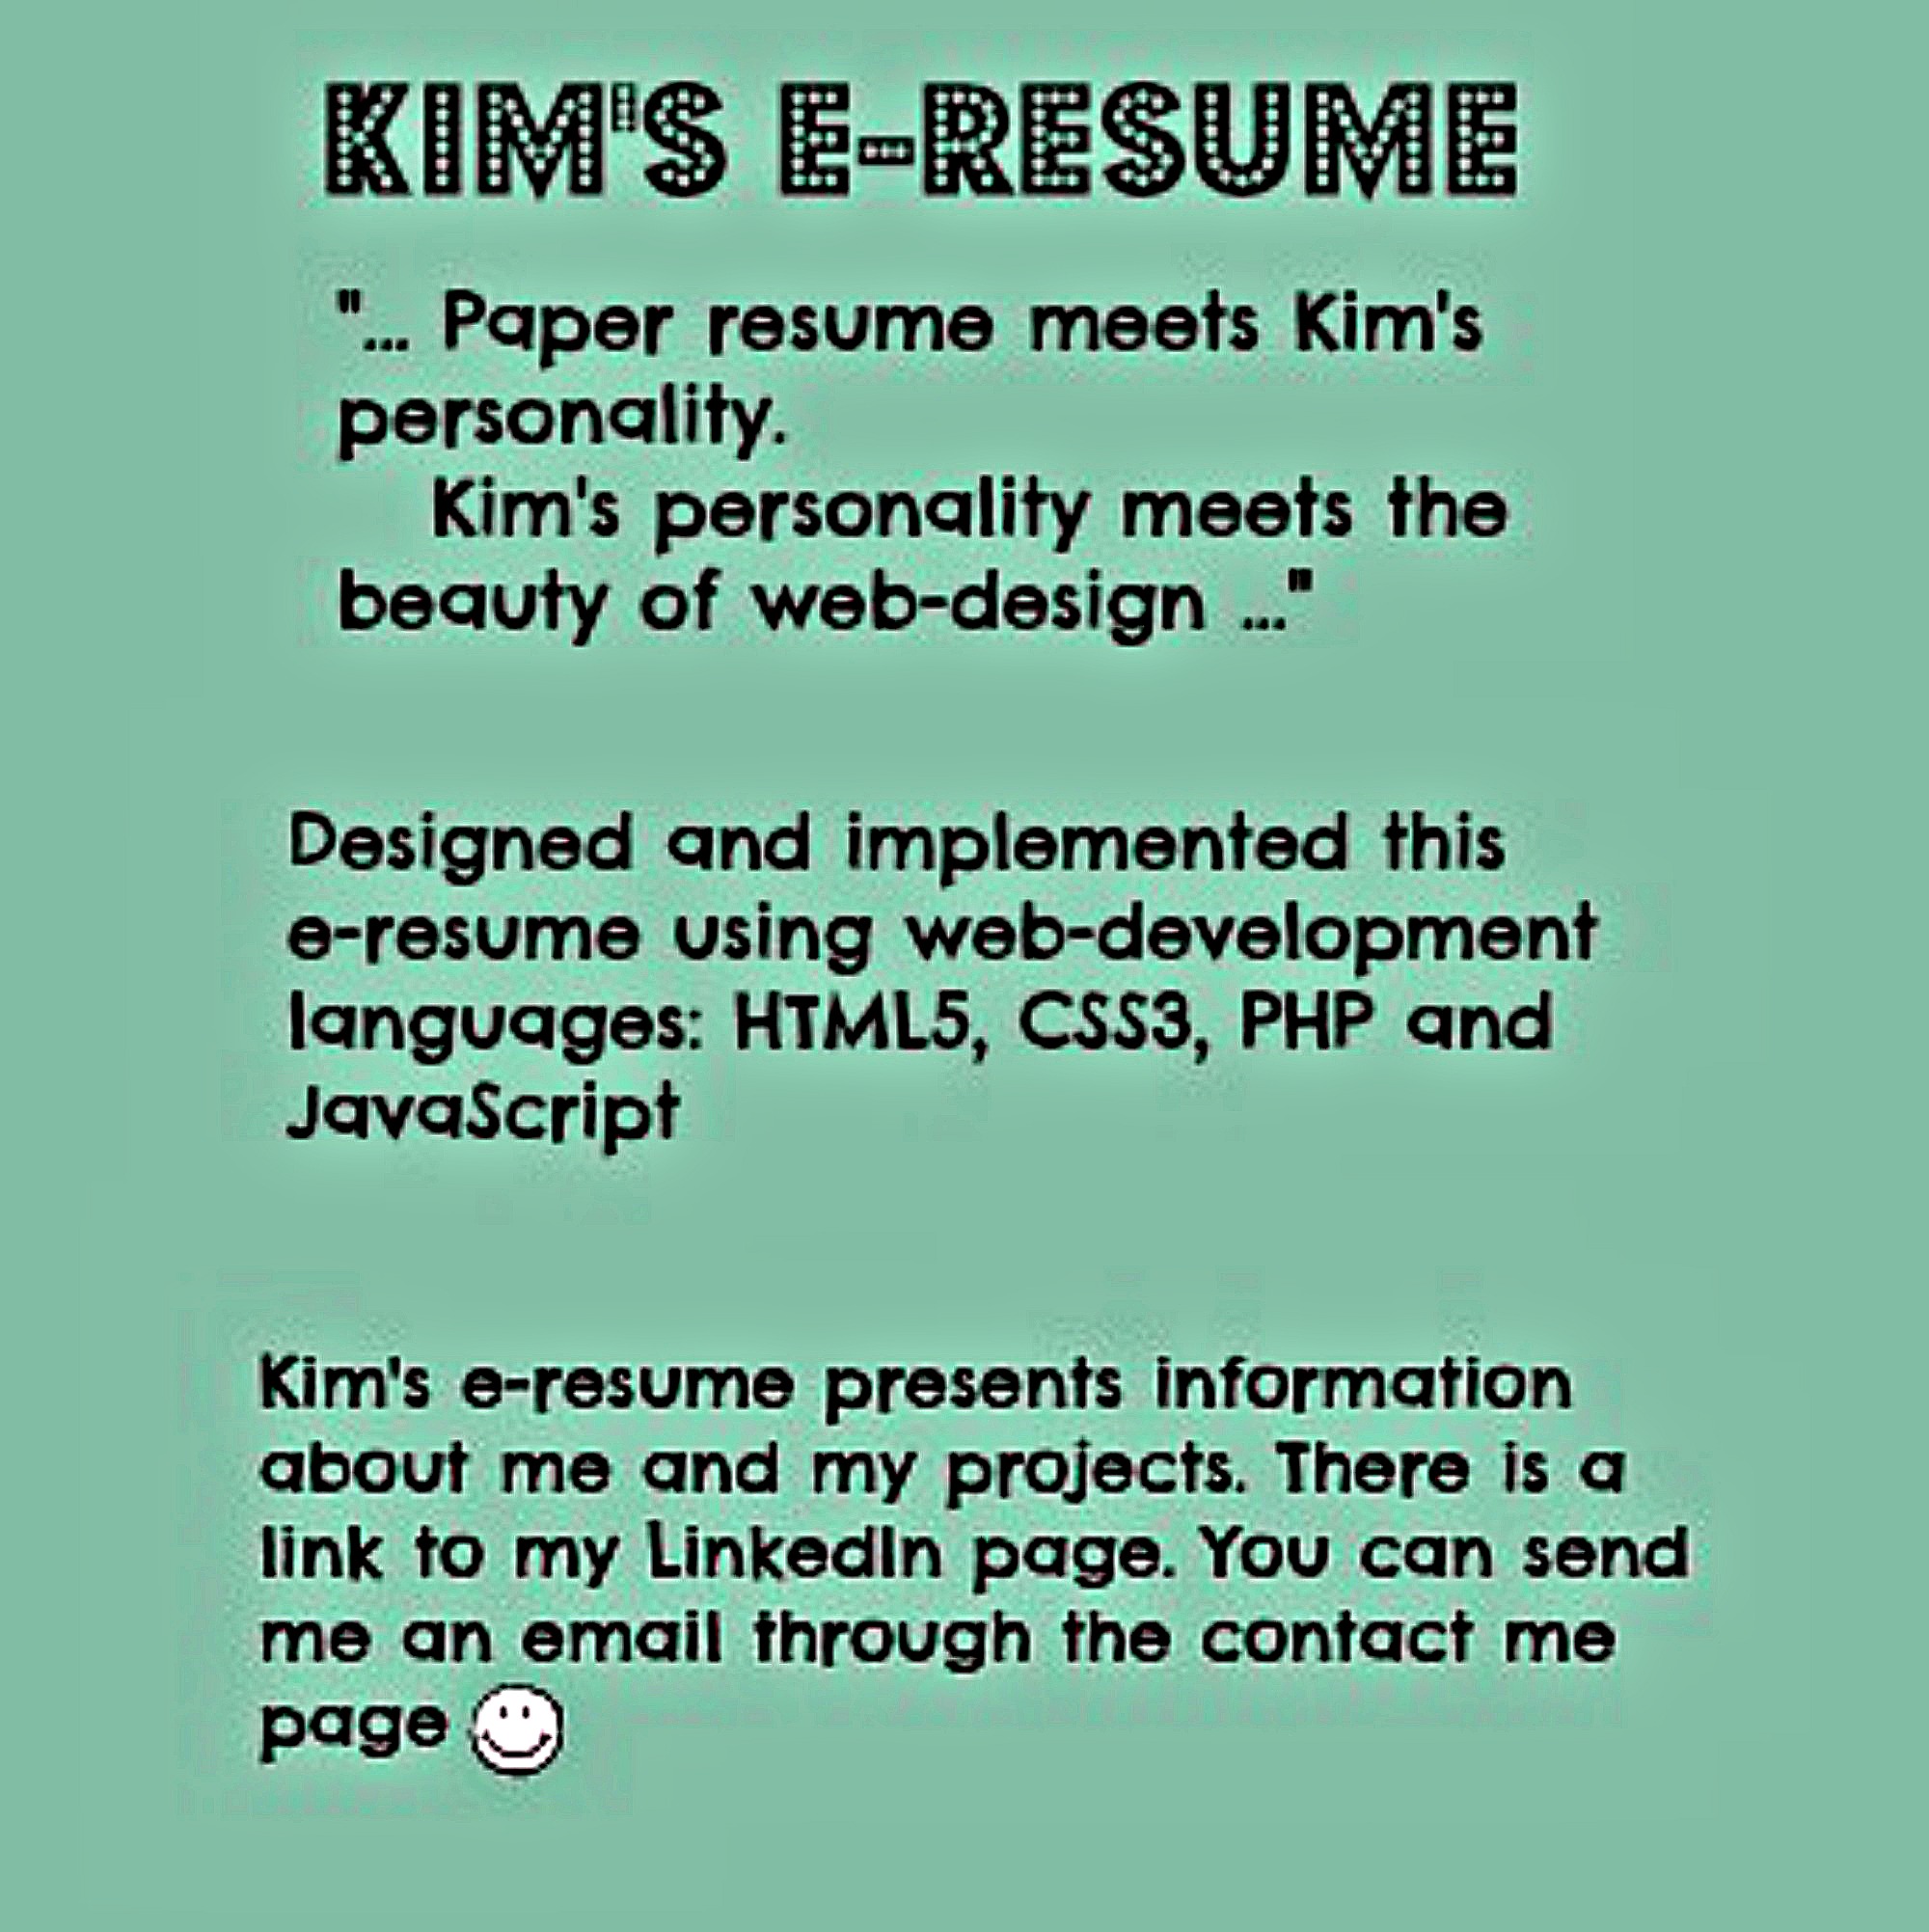 KIM'S E-RESUME
"... Paper resume meets Kim's
personality.
Kim's personality meets the
beauty of web-design ..."
Designed and implemented this
e-resume using web-development
languages: HTML5, CSS3, PHP and
JavaScript
Kim's e-resume presents information
about me and my projects. There is a
link to my LinkedIn page. You can send
me an email through the contact me
page